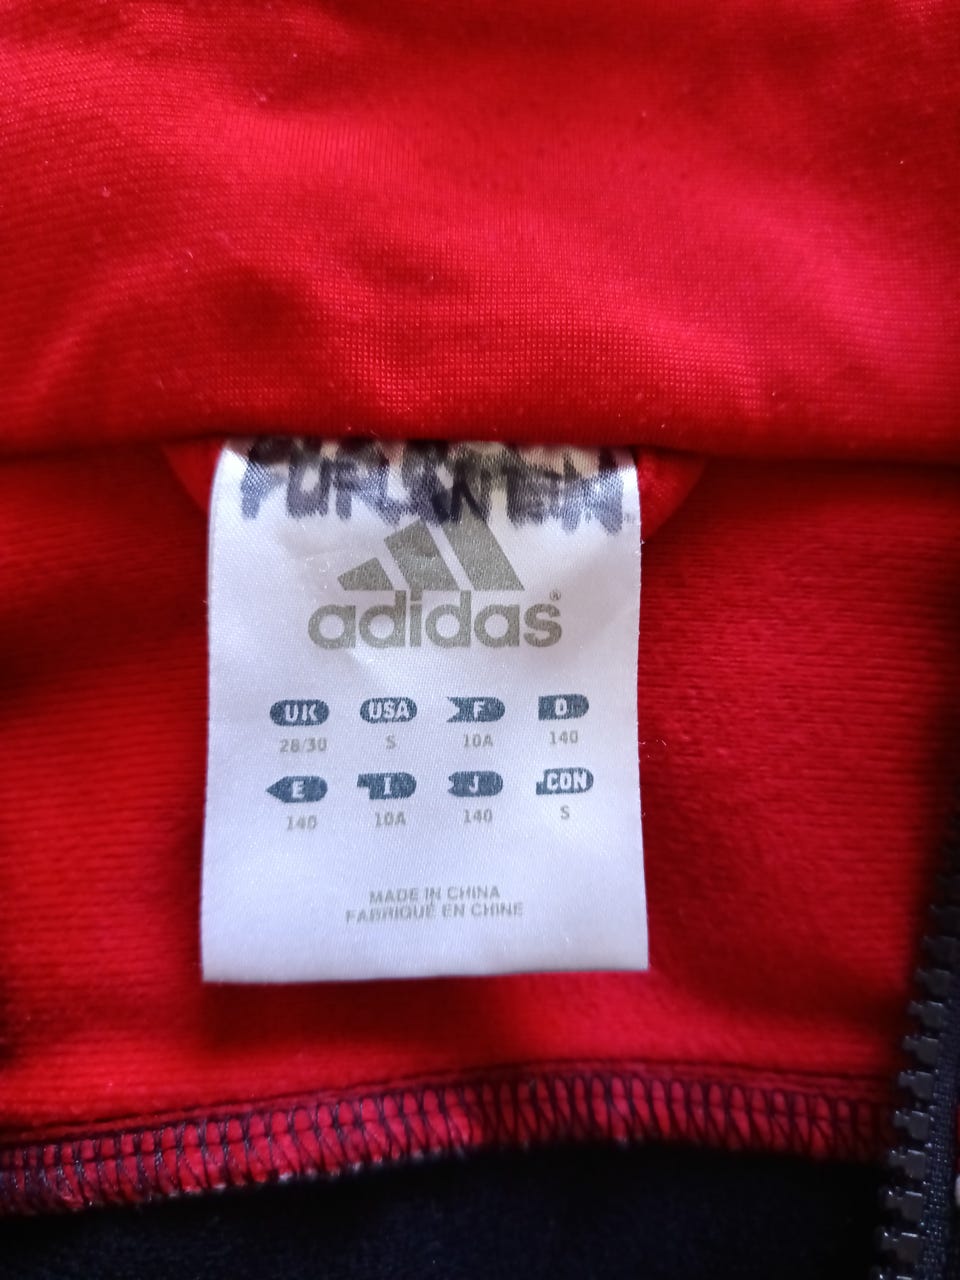 adidas®
UK USA F D
28/30 S 10A 140
E I J CON
140 10A 140 S
MADE IN CHINA
FABRIQUÉ EN CHINE